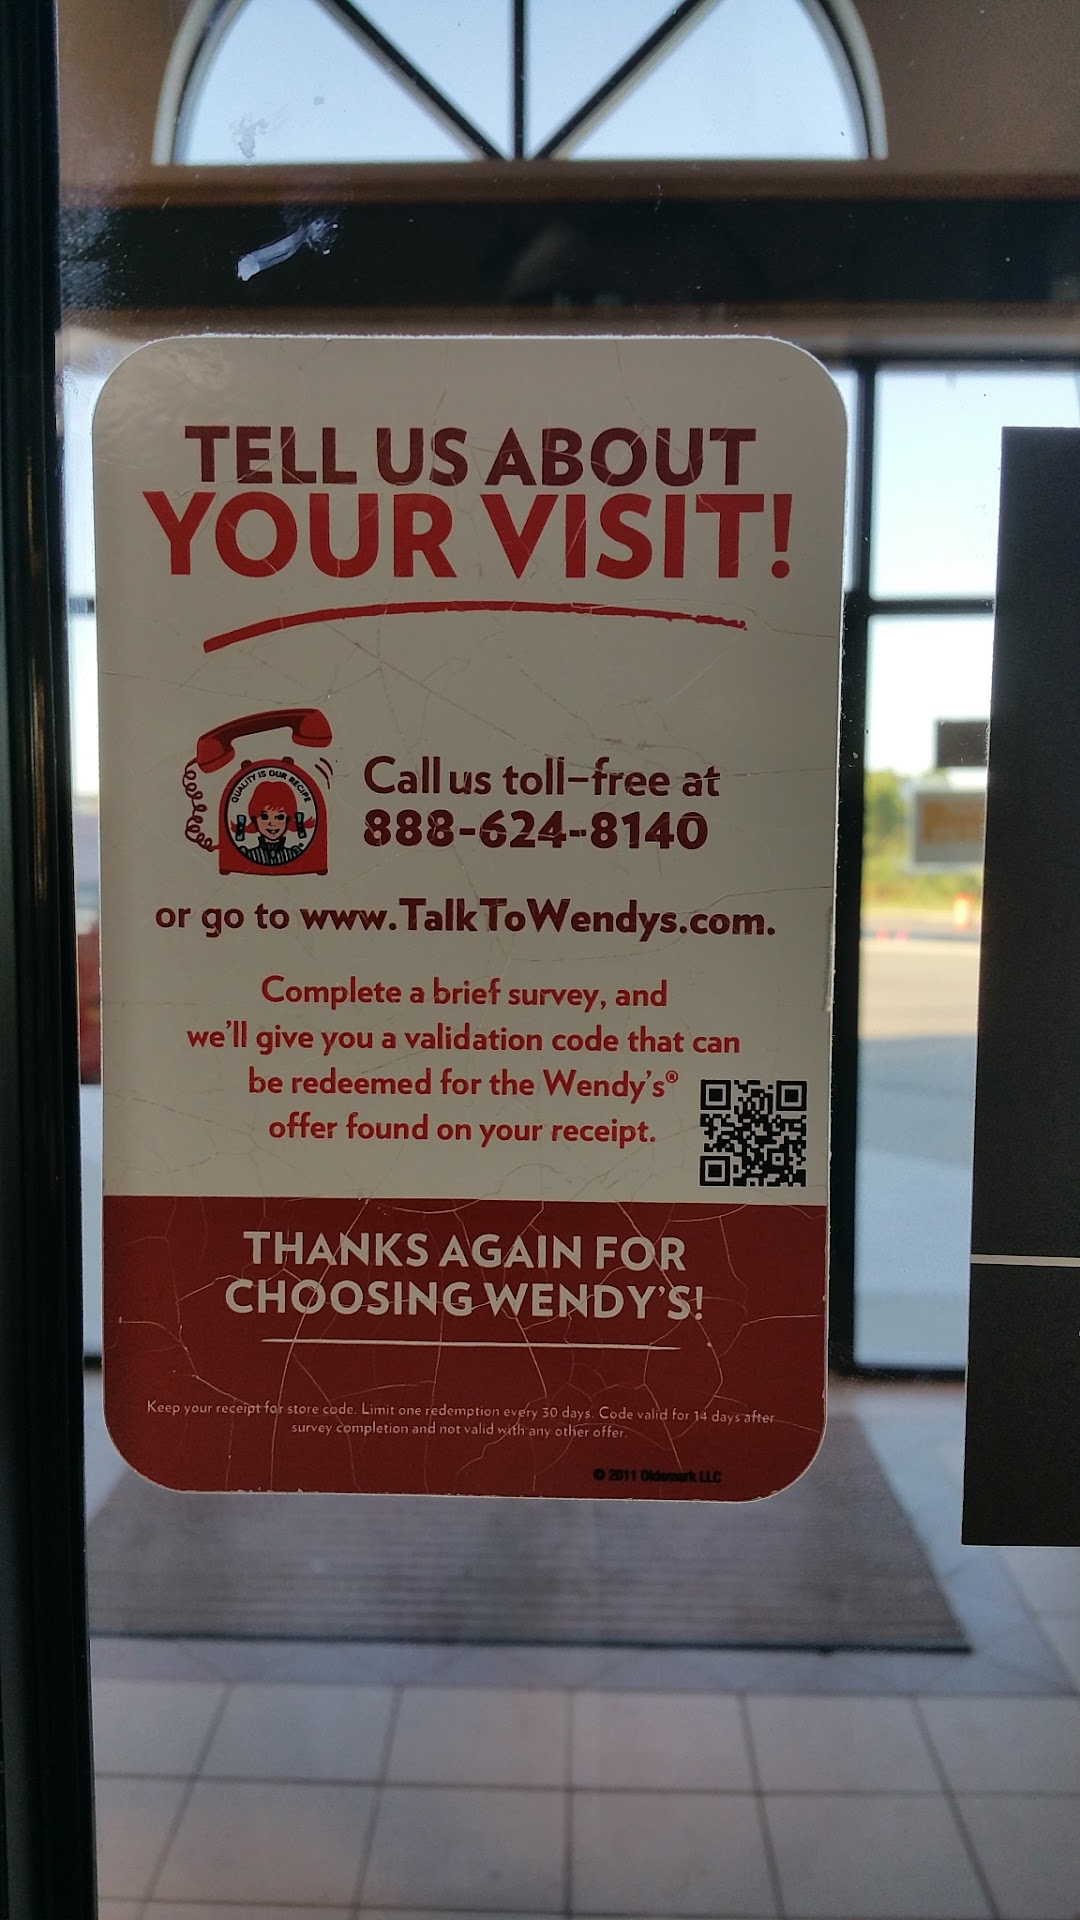 TELL US ABOUT
YOUR VISIT!
QUALITY IS OUR RECIPE
Call us toll-free at
888-624-8140
or go to www.TalkToWendys.com.
Complete a brief survey, and
we'll give you a validation code that can
be redeemed for the Wendy's®
offer found on your receipt.
THANKS AGAIN FOR
CHOOSING WENDY'S!
Keep your receipt for store code. Limit one redemption every 30 days. Code valid for 14 days after
survey completion and not valid with any other offer.
© 2011 Oldemark LLC